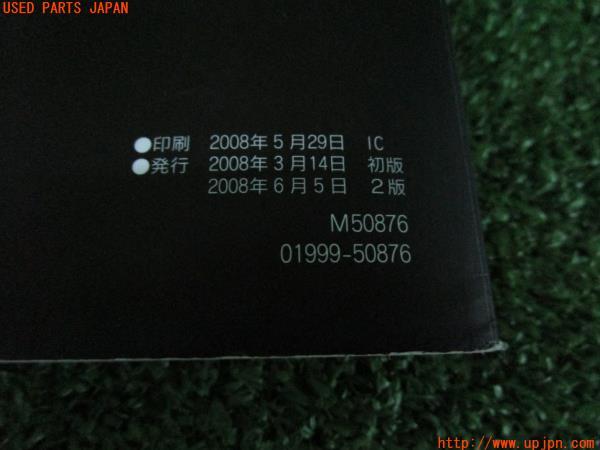 USED PARTS JAPAN
●印刷 2008年5月29日 IC
●発行 2008年3月14日 初版
2008年6月5日 2版
M50876
01999-50876
http://www.upjpn.com/